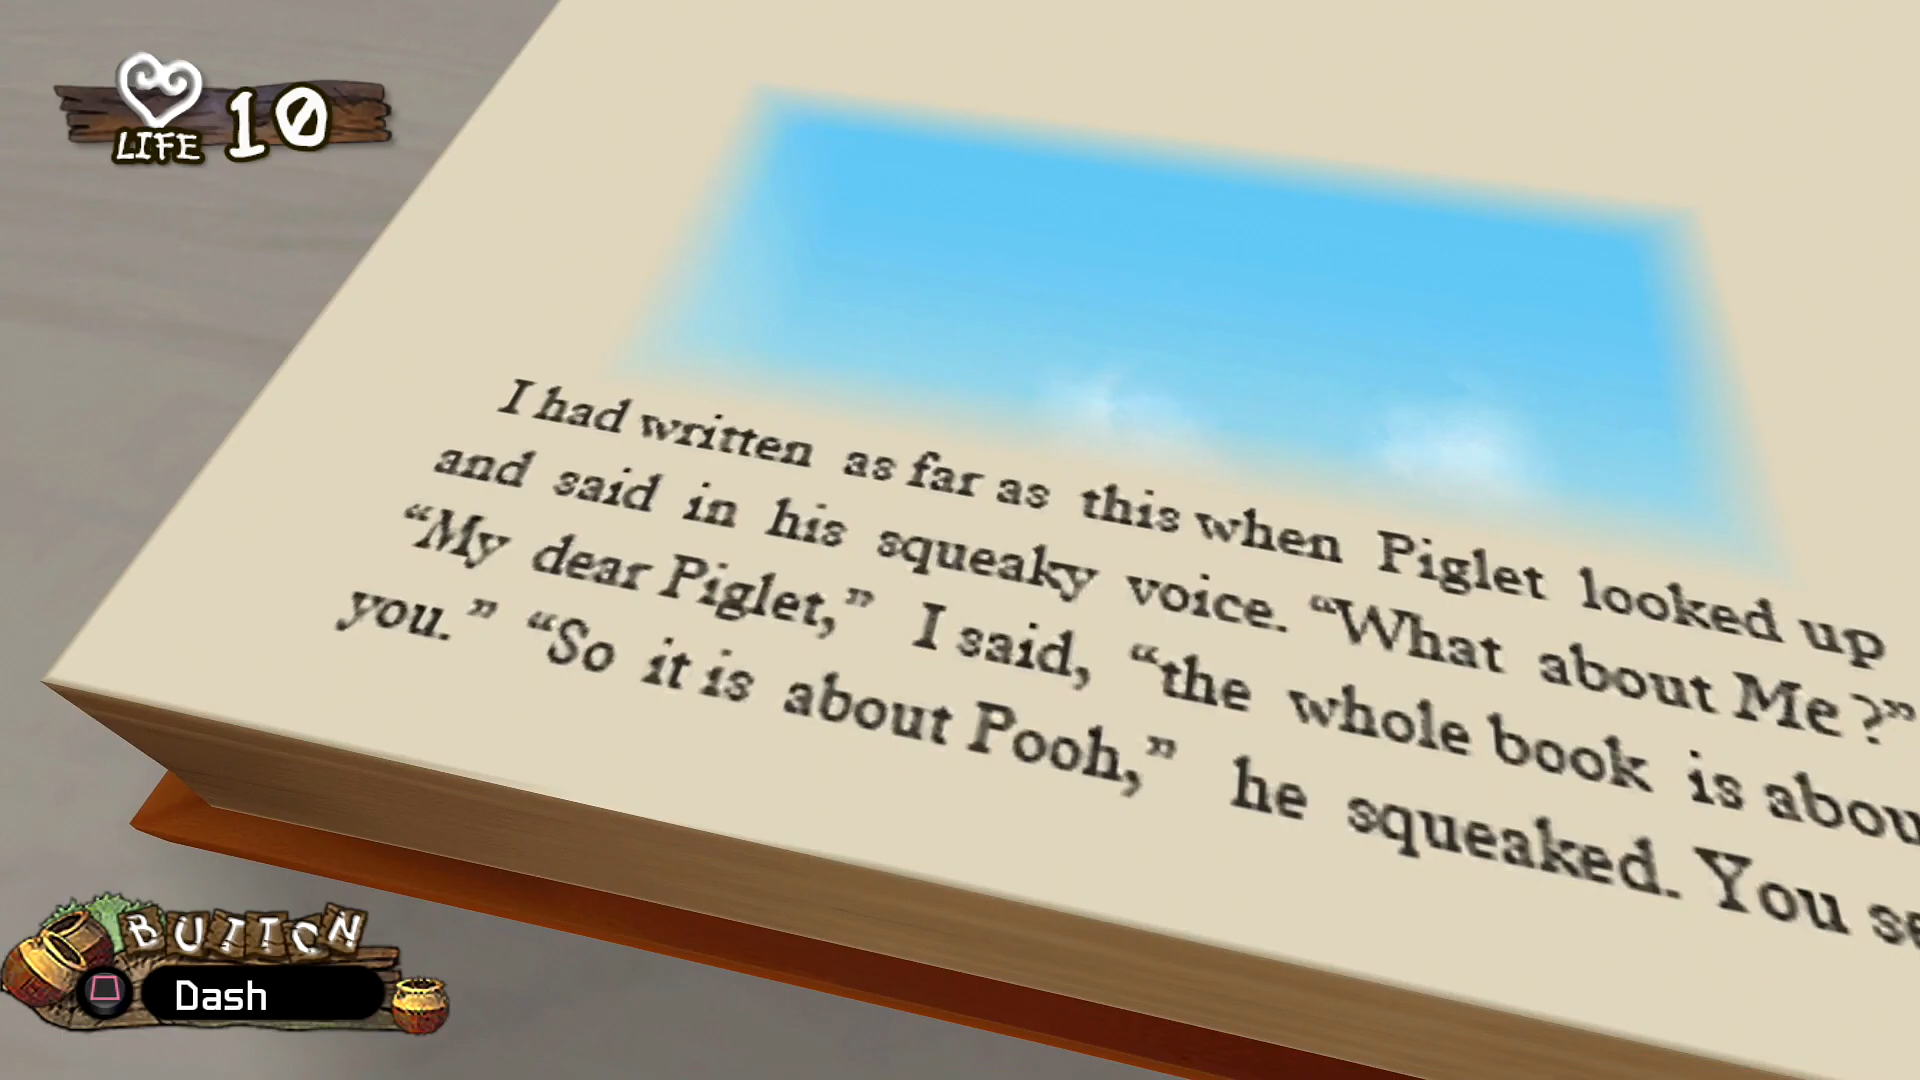 LIFE 10
I had written as far as this when Piglet looked up
and said in his squeaky voice. “What about Me?”
“My dear Piglet,” I said, “the whole book is abou
you.” “So it is about Pooh,” he squeaked. You se
BUTTON
Dash